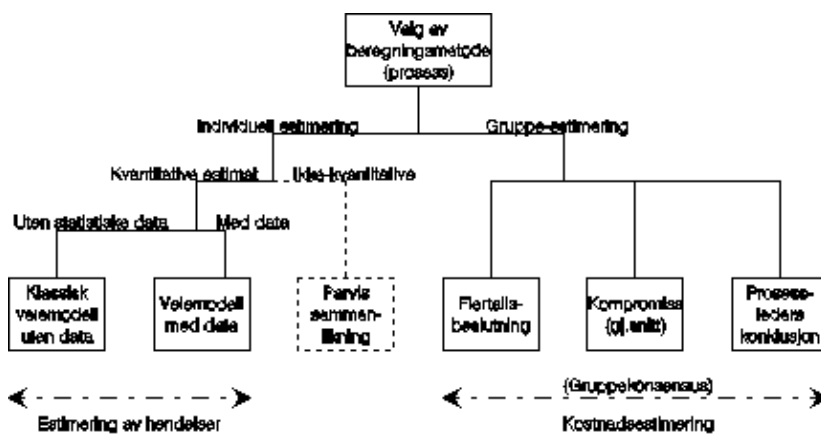 Valg av
beregningsmetode
(prosess)
Individuell estimering
Gruppe-estimering
Kvantitative estimat
Ikke-kvantitative
Uten statistiske data
Med data
Klassisk
veiemodell
uten data
Veiemodell
med data
Parvis
sammen-
likning
Flertalls-
beslutning
Kompromiss
(gj.snitt)
Prosess-
leders
konklusjon
(Gruppekonsensus)
Estimering av hendelser
Kostnadsestimering